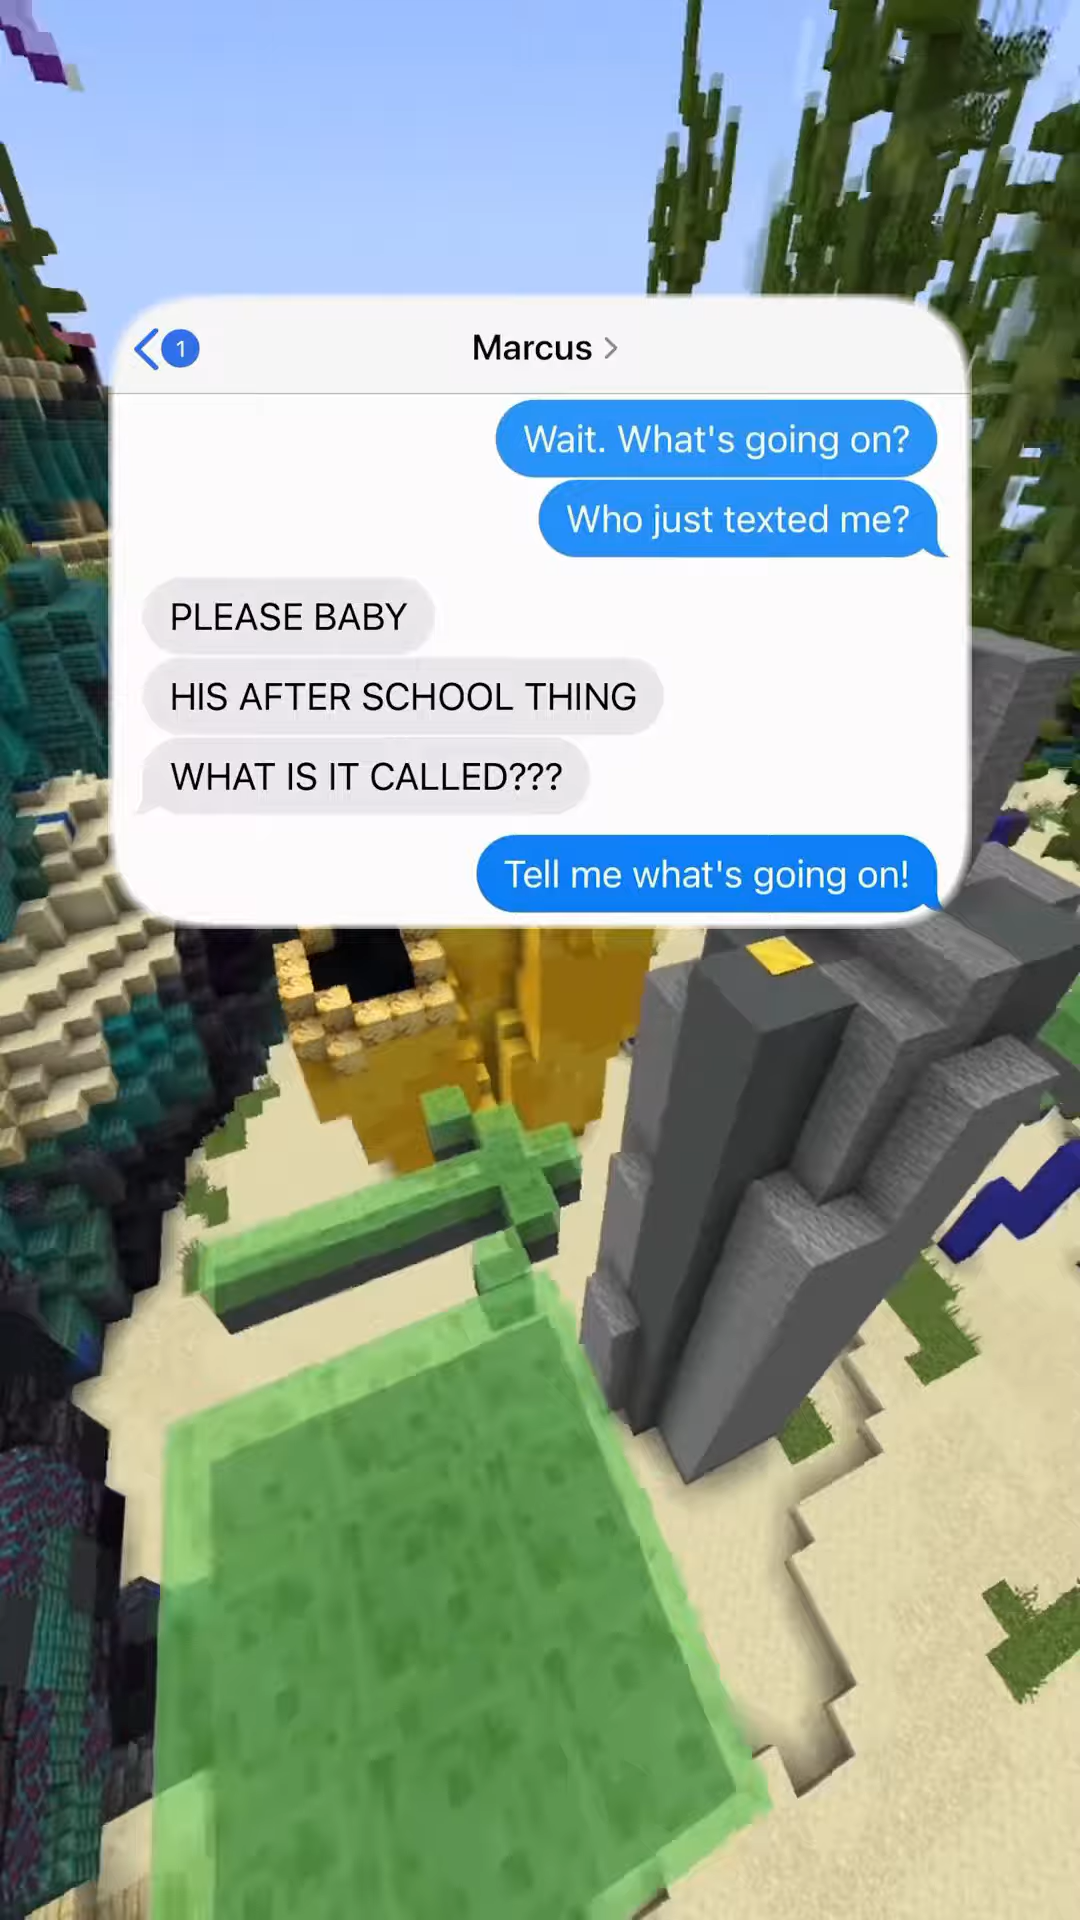 1
Marcus
Wait. What's going on?
Who just texted me?
PLEASE BABY
HIS AFTER SCHOOL THING
WHAT IS IT CALLED???
Tell me what's going on!